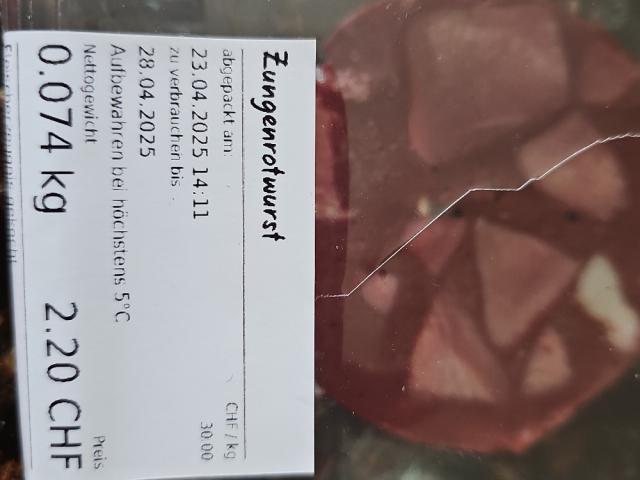 Zungenrotwurst
abgepackt am:
23.04.2025 14:11
zu verbrauchen bis
28.04.2025
CHF / kg
30.00
Aufbewahren bei höchstens 5°C
Nettogewicht
Preis
0.074 kg
2.20 CHF